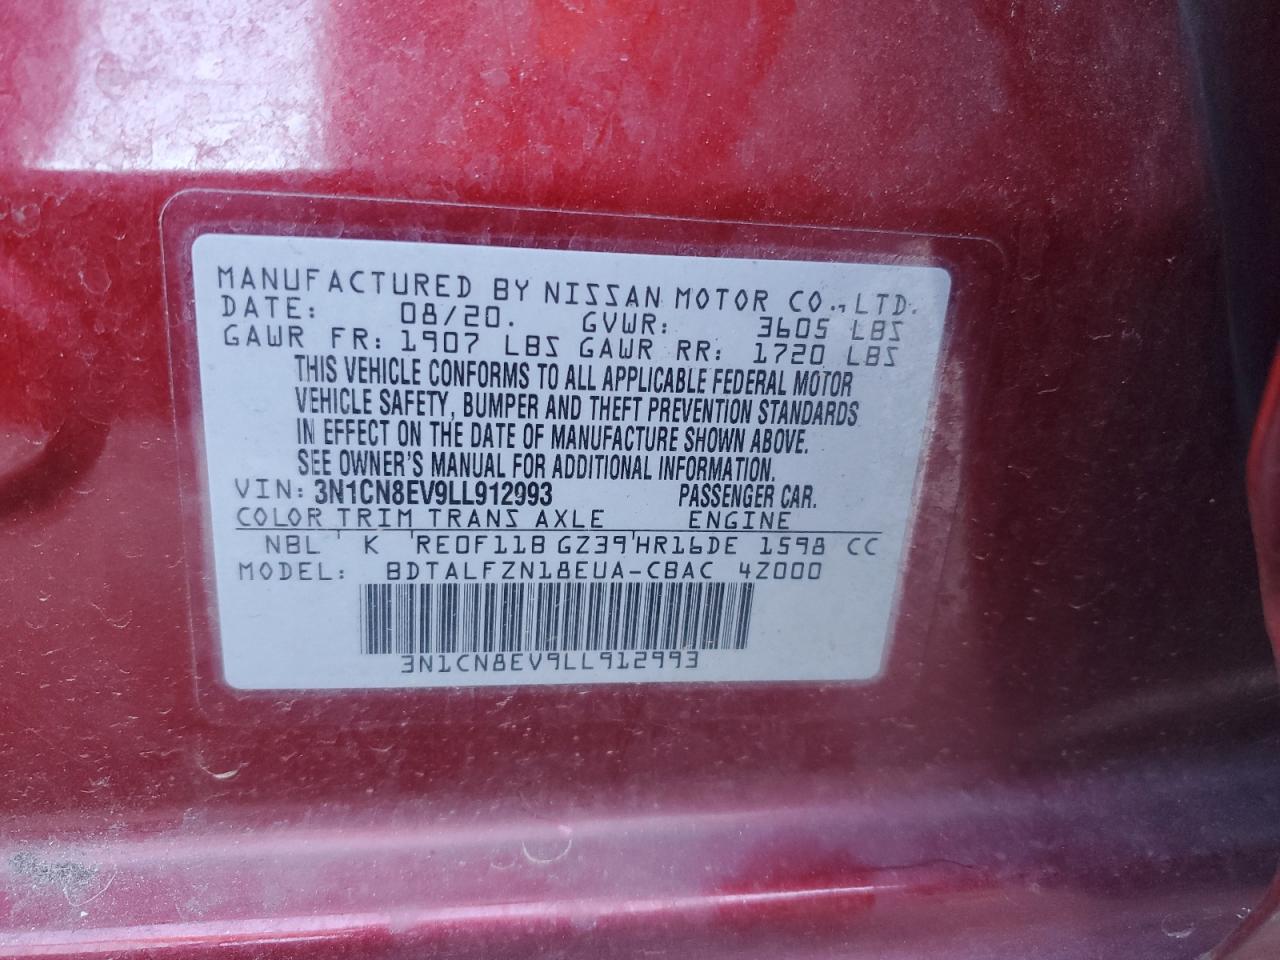 MANUFACTURED BY NISSAN MOTOR CO., LTD.
DATE: 08/20. GVWR: 3605 LBS
GAWR FR: 1907 LBS GAWR RR: 1720 LBS
THIS VEHICLE CONFORMS TO ALL APPLICABLE FEDERAL MOTOR
VEHICLE SAFETY, BUMPER AND THEFT PREVENTION STANDARDS
IN EFFECT ON THE DATE OF MANUFACTURE SHOWN ABOVE.
SEE OWNER'S MANUAL FOR ADDITIONAL INFORMATION.
VIN: 3N1CN8EV9LL912993 PASSENGER CAR.
COLOR TRIM TRANS AXLE ENGINE
NBL ' K 'RE0F11B GZ39'HR16DE 1598 CC
MODEL: BDTALFZN18EUA-CBAC 4Z000
3N1CN8EV9LL912993